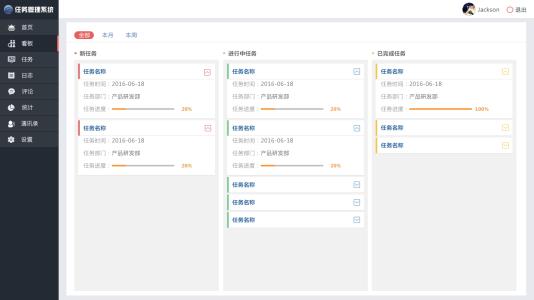 任务管理系统
Jackson
退出
首页
看板
任务
日志
评论
统计
通讯录
设置
全部 本月 本周
新任务
任务名称
任务时间：2016-06-18
任务部门：产品研发部
任务进度： 20%
任务名称
任务时间：2016-06-18
任务部门：产品研发部
任务进度： 20%
进行中任务
任务名称
任务时间：2016-06-18
任务部门：产品研发部
任务进度： 20%
任务名称
任务时间：2016-06-18
任务部门：产品研发部
任务进度： 20%
任务名称
任务名称
任务名称
已完成任务
任务名称
任务时间：2016-06-18
任务部门：产品研发部
任务进度： 100%
任务名称
任务名称